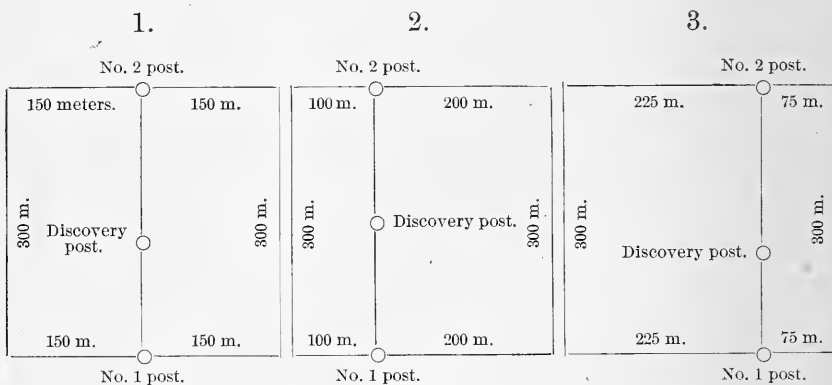 1.
No. 2 post.
150 meters.
150 m.
300 m.
Discovery
post.
300 m.
150 m.
150 m.
No. 1 post.
2.
No. 2 post.
100 m.
200 m.
300 m.
Discovery post.
300 m.
100 m.
200 m.
No. 1 post.
3.
No. 2 post.
225 m.
75 m.
300 m.
Discovery post.
300 m.
225 m.
75 m.
No. 1 post.